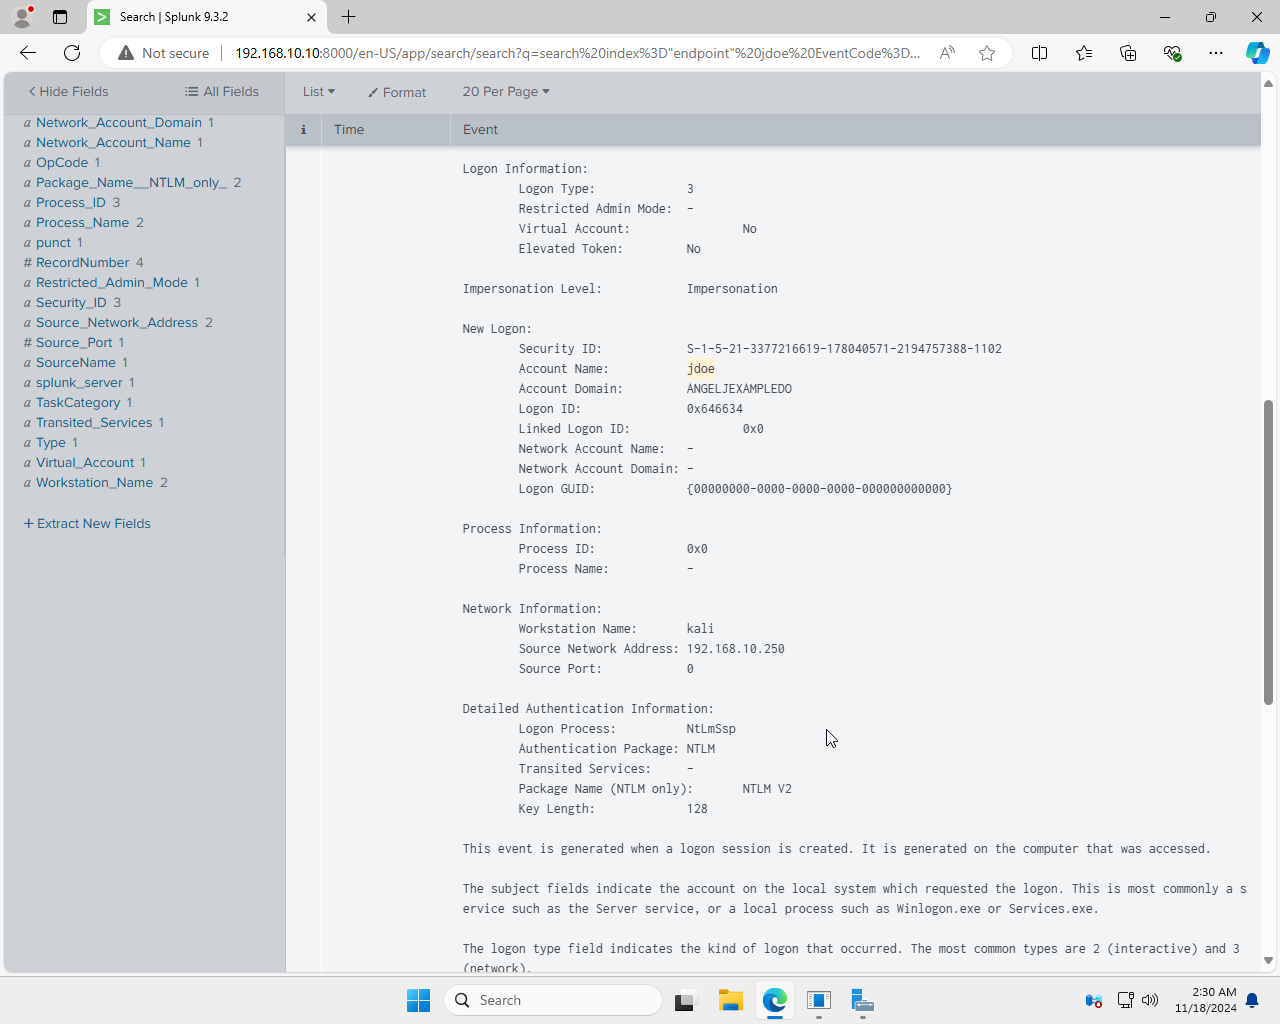 Search | Splunk 9.3.2
Not secure
192.168.10.10:8000/en-US/app/search/search?q=search%20index%3D"endpoint"%20jdoe%20EventCode%3D...
Hide Fields
All Fields
List
Format
20 Per Page
i
Time
Event
a Network_Account_Domain 1
a Network_Account_Name 1
a OpCode 1
a Package_Name__NTLM_only_ 2
a Process_ID 3
a Process_Name 2
a punct 1
# RecordNumber 4
a Restricted_Admin_Mode 1
a Security_ID 3
a Source_Network_Address 2
# Source_Port 1
a SourceName 1
a splunk_server 1
a TaskCategory 1
a Transited_Services 1
a Type 1
a Virtual_Account 1
a Workstation_Name 2
+ Extract New Fields
Logon Information:
Logon Type: 3
Restricted Admin Mode: -
Virtual Account: No
Elevated Token: No
Impersonation Level: Impersonation
New Logon:
Security ID: S-1-5-21-3377216619-178040571-2194757388-1102
Account Name: jdoe
Account Domain: ANGELJEXAMPLEDO
Logon ID: 0x646634
Linked Logon ID: 0x0
Network Account Name: -
Network Account Domain: -
Logon GUID: {00000000-0000-0000-0000-000000000000}
Process Information:
Process ID: 0x0
Process Name: -
Network Information:
Workstation Name: kali
Source Network Address: 192.168.10.250
Source Port: 0
Detailed Authentication Information:
Logon Process: NtLmSsp
Authentication Package: NTLM
Transited Services: -
Package Name (NTLM only): NTLM V2
Key Length: 128
This event is generated when a logon session is created. It is generated on the computer that was accessed.
The subject fields indicate the account on the local system which requested the logon. This is most commonly a s
ervice such as the Server service, or a local process such as Winlogon.exe or Services.exe.
The logon type field indicates the kind of logon that occurred. The most common types are 2 (interactive) and 3
(network).
Search
2:30 AM
11/18/2024